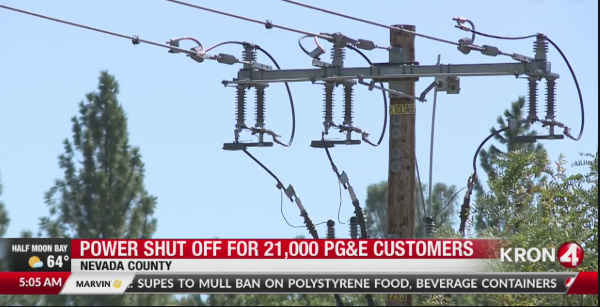 VOLTAGE
HALF MOON BAY
64°
POWER SHUT OFF FOR 21,000 PG&E CUSTOMERS
NEVADA COUNTY
KRON 4
5:05 AM
MARVIN
SUPES TO MULL BAN ON POLYSTYRENE FOOD, BEVERAGE CONTAINERS